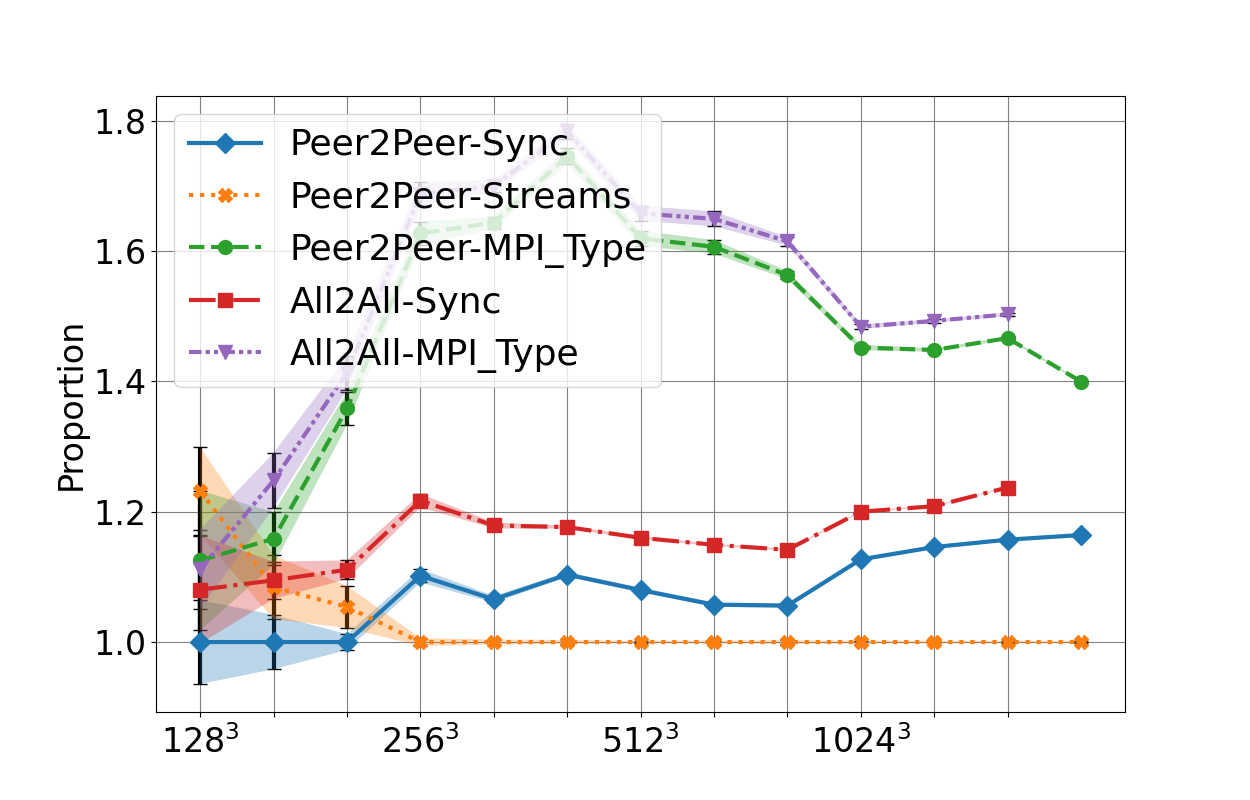 1.8
1.6
1.4
1.2
1.0
Proportion
Peer2Peer-Sync
Peer2Peer-Streams
Peer2Peer-MPI_Type
All2All-Sync
All2All-MPI_Type
128³ 256³ 512³ 1024³